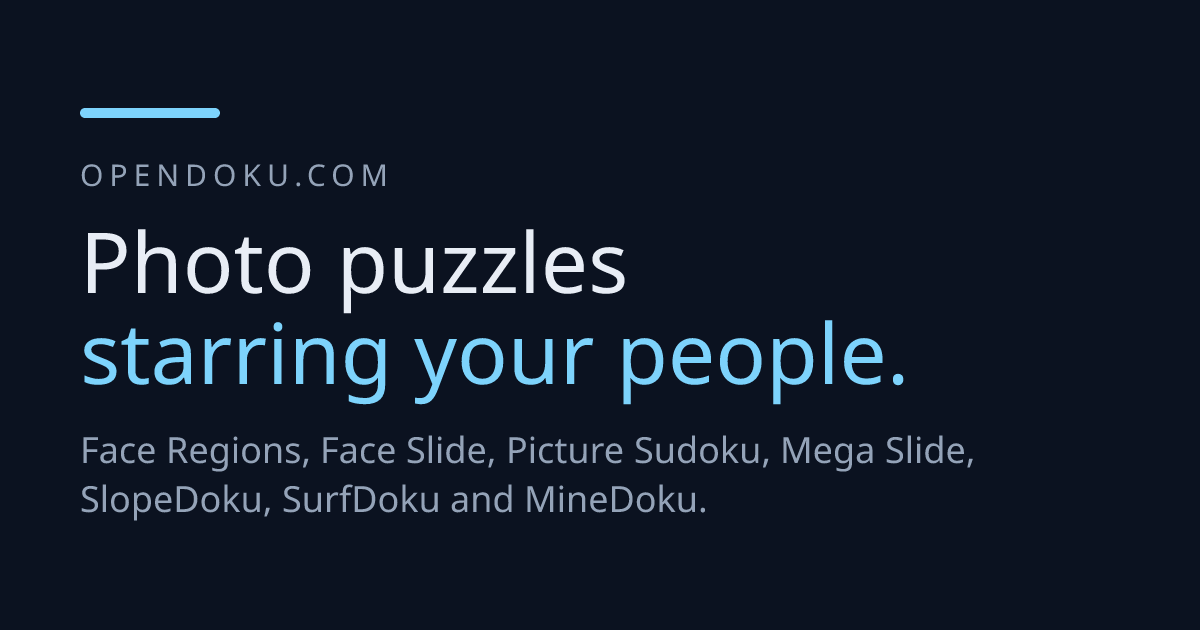 OPENDOKU.COM
Photo puzzles
starring your people.
Face Regions, Face Slide, Picture Sudoku, Mega Slide,
SlopeDoku, SurfDoku and MineDoku.